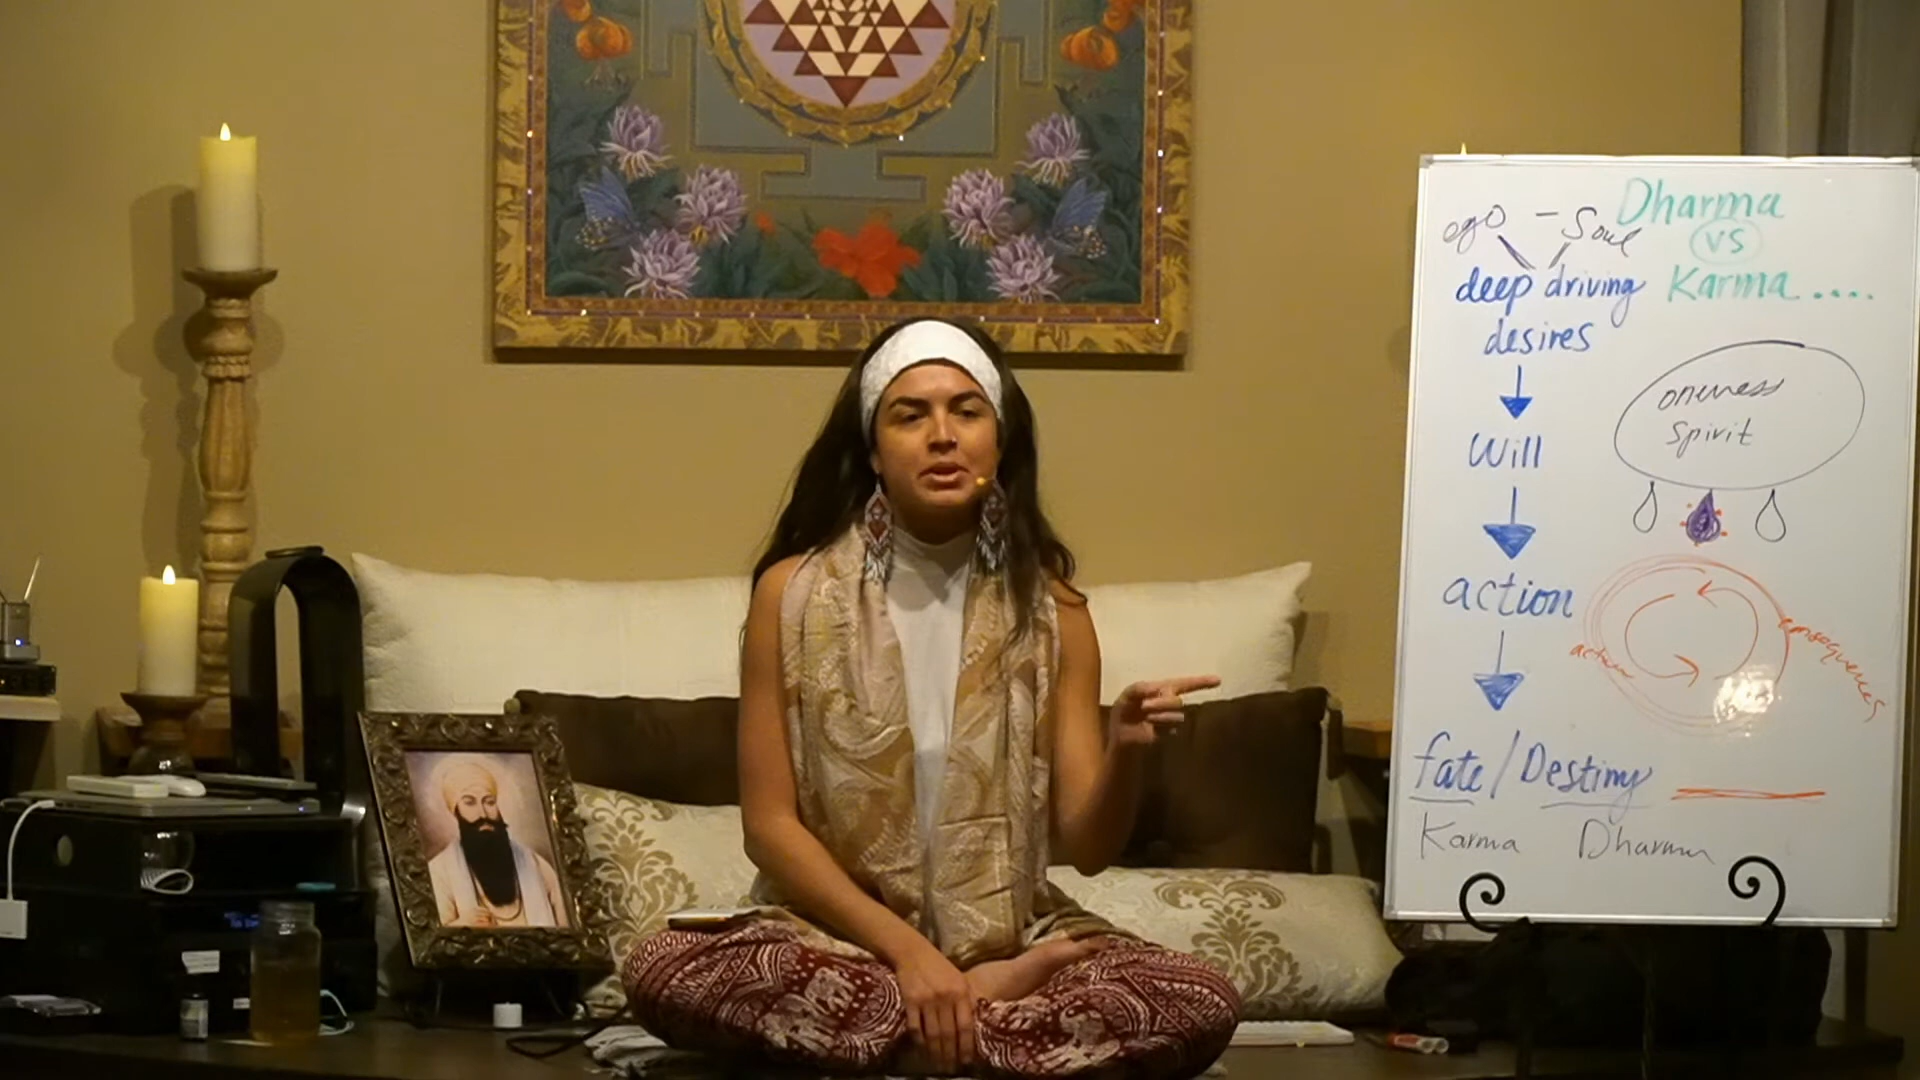 Dharma
vs
Karma....
ego - Soul
deep driving
desires
Will
action
fate / Destiny
Karma Dharma
oneness
spirit
action
consequences